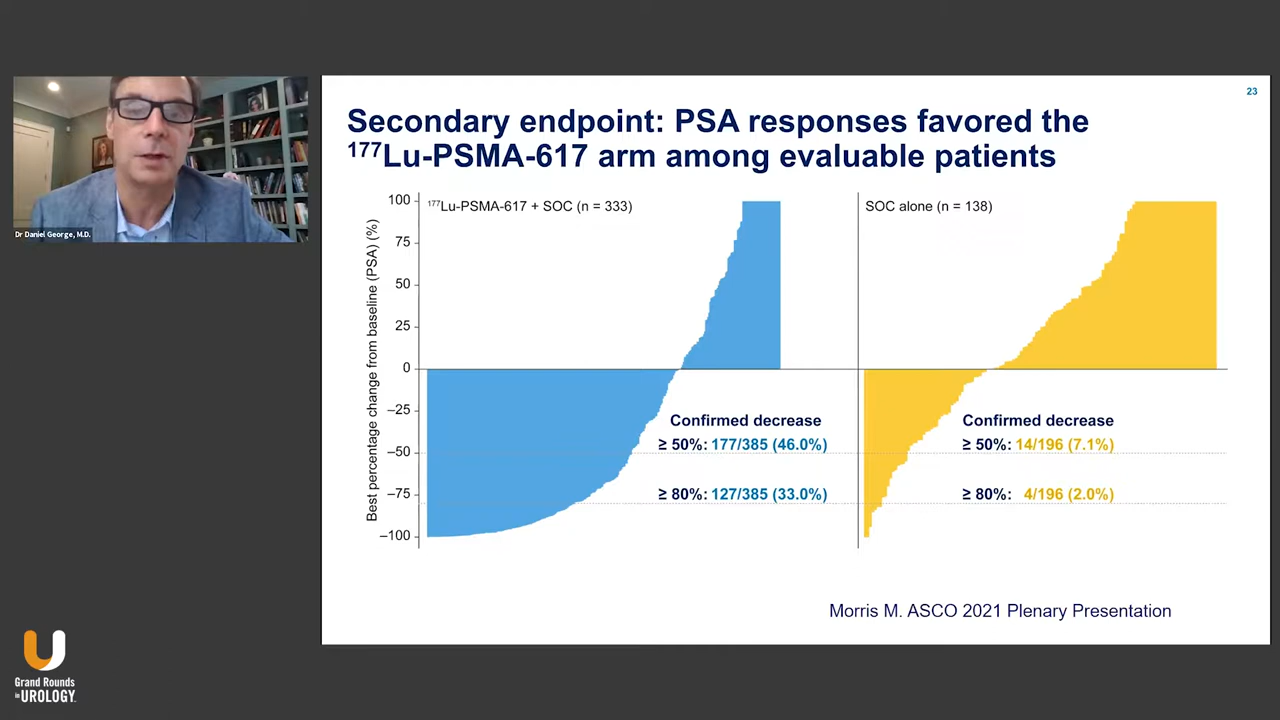 Dr Daniel George, M.D.
23
Secondary endpoint: PSA responses favored the
¹⁷⁷Lu-PSMA-617 arm among evaluable patients
Best percentage change from baseline (PSA) (%)
100
75
50
25
0
–25
–50
–75
–100
¹⁷⁷Lu-PSMA-617 + SOC (n = 333)
Confirmed decrease
≥ 50%: 177/385 (46.0%)
≥ 80%: 127/385 (33.0%)
SOC alone (n = 138)
Confirmed decrease
≥ 50%: 14/196 (7.1%)
≥ 80%: 4/196 (2.0%)
Morris M. ASCO 2021 Plenary Presentation
Grand Rounds
in UROLOGY